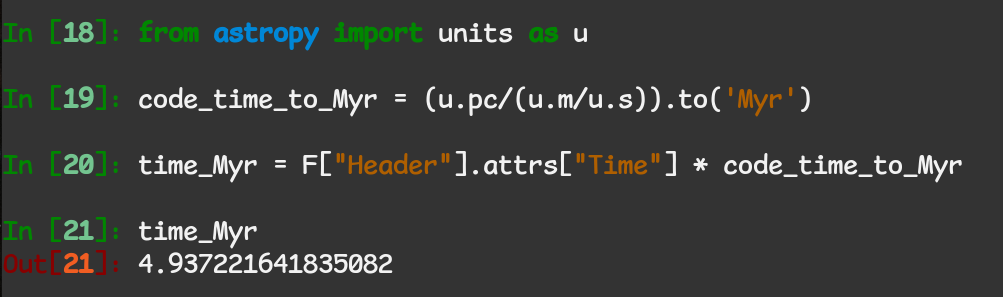 In [18]: from astropy import units as u
In [19]: code_time_to_Myr = (u.pc/(u.m/u.s)).to('Myr')
In [20]: time_Myr = F["Header"].attrs["Time"] * code_time_to_Myr
In [21]: time_Myr
Out[21]: 4.937221641835082